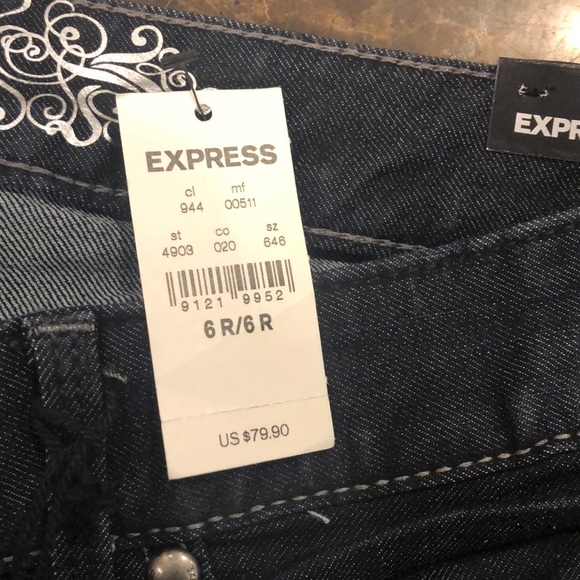 EXPRESS
cl mf
944 00511
st co sz
4903 020 646
9121 9952
6 R/6 R
US $79.90
EXPR